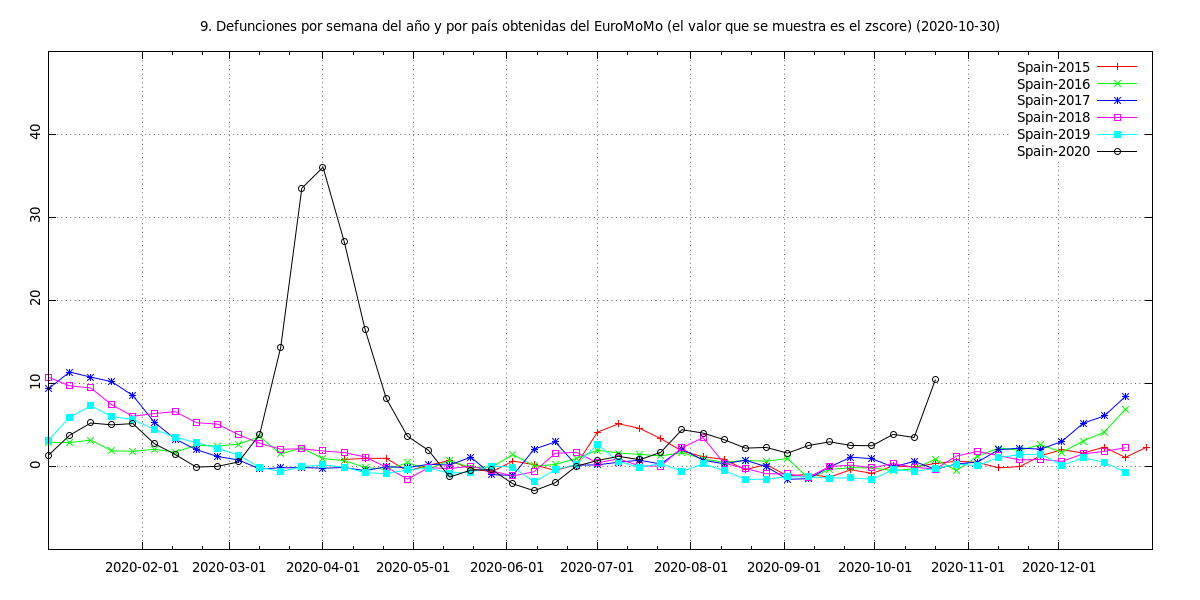 9. Defunciones por semana del año y por país obtenidas del EuroMoMo (el valor que se muestra es el zscore) (2020-10-30)
Spain-2015
Spain-2016
Spain-2017
Spain-2018
Spain-2019
Spain-2020
40
30
20
10
0
2020-02-01 2020-03-01 2020-04-01 2020-05-01 2020-06-01 2020-07-01 2020-08-01 2020-09-01 2020-10-01 2020-11-01 2020-12-01